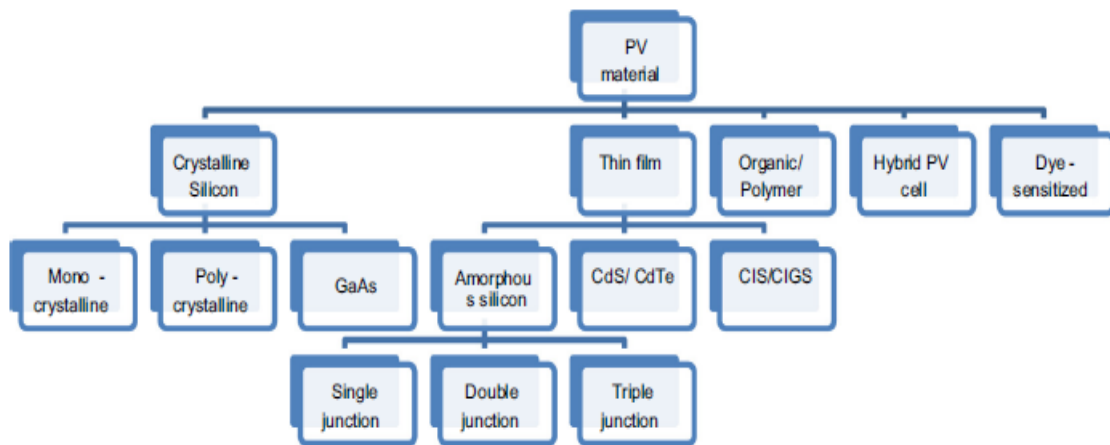 PV
material
Crystalline
Silicon
Thin film
Organic/
Polymer
Hybrid PV
cell
Dye -
sensitized
Mono -
crystalline
Poly -
crystalline
GaAs
Amorphou
s silicon
CdS/ CdTe
CIS/CIGS
Single
junction
Double
junction
Triple
junction